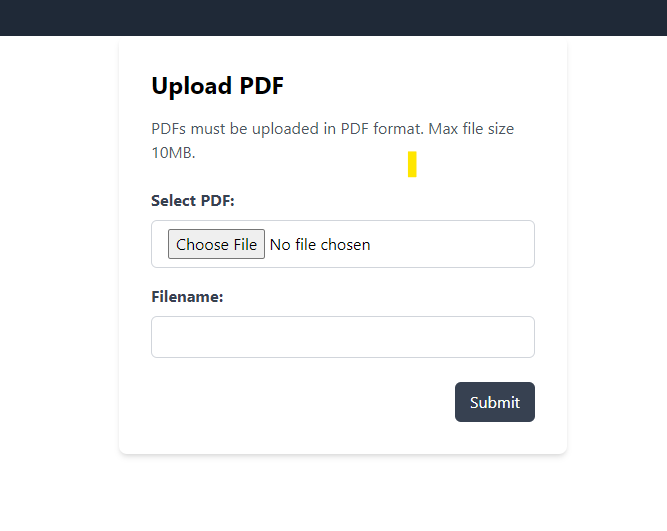 Upload PDF
PDFs must be uploaded in PDF format. Max file size
10MB.
Select PDF:
Choose File No file chosen
Filename:
Submit